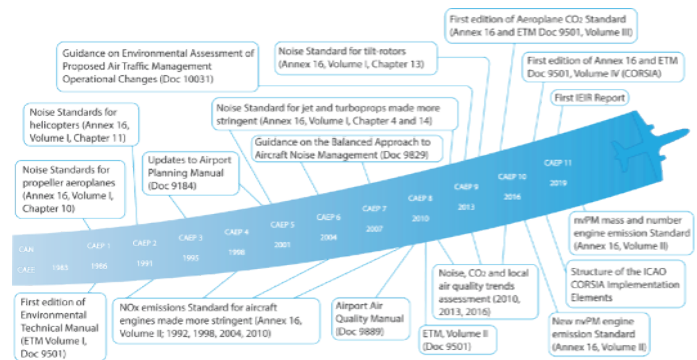 First edition of Aeroplane CO₂ Standard
(Annex 16 and ETM Doc 9501, Volume III)
Guidance on Environmental Assessment of
Proposed Air Traffic Management
Operational Changes (Doc 10031)
Noise Standard for tilt-rotors
(Annex 16, Volume I, Chapter 13)
First edition of Annex 16 and ETM
Doc 9501, Volume IV (CORSIA)
First IEIR Report
Noise Standards for
helicopters (Annex 16,
Volume I, Chapter 11)
Noise Standard for jet and turboprops made more
stringent (Annex 16, Volume I, Chapter 4 and 14)
Guidance on the Balanced Approach to
Aircraft Noise Management (Doc 9829)
Updates to Airport
Planning Manual
(Doc 9184)
Noise Standards for
propeller aeroplanes
(Annex 16, Volume I,
Chapter 10)
CAN
CAEE
1983
CAEP 1
1986
CAEP 2
1991
CAEP 3
1995
CAEP 4
1998
CAEP 5
2001
CAEP 6
2004
CAEP 7
2007
CAEP 8
2010
CAEP 9
2013
CAEP 10
2016
CAEP 11
2019
nvPM mass and number
engine emission Standard
(Annex 16, Volume II)
Structure of the ICAO
CORSIA Implementation
Elements
Noise, CO₂ and local
air quality trends
assessment (2010,
2013, 2016)
First edition of
Environmental
Technical Manual
(ETM Volume I,
Doc 9501)
NOx emissions Standard for aircraft
engines made more stringent (Annex 16,
Volume II; 1992, 1998, 2004, 2010)
Airport Air
Quality Manual
(Doc 9889)
ETM, Volume II
(Doc 9501)
New nvPM engine
emission Standard
(Annex 16, Volume II)